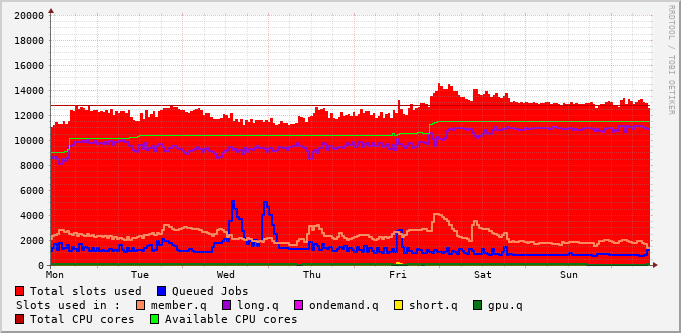 20000
18000
16000
14000
12000
10000
8000
6000
4000
2000
0
Mon Tue Wed Thu Fri Sat Sun
RRDTOOL / TOBI OETIKER
Total slots used Queued Jobs
Slots used in : member.q long.q ondemand.q short.q gpu.q
Total CPU cores Available CPU cores